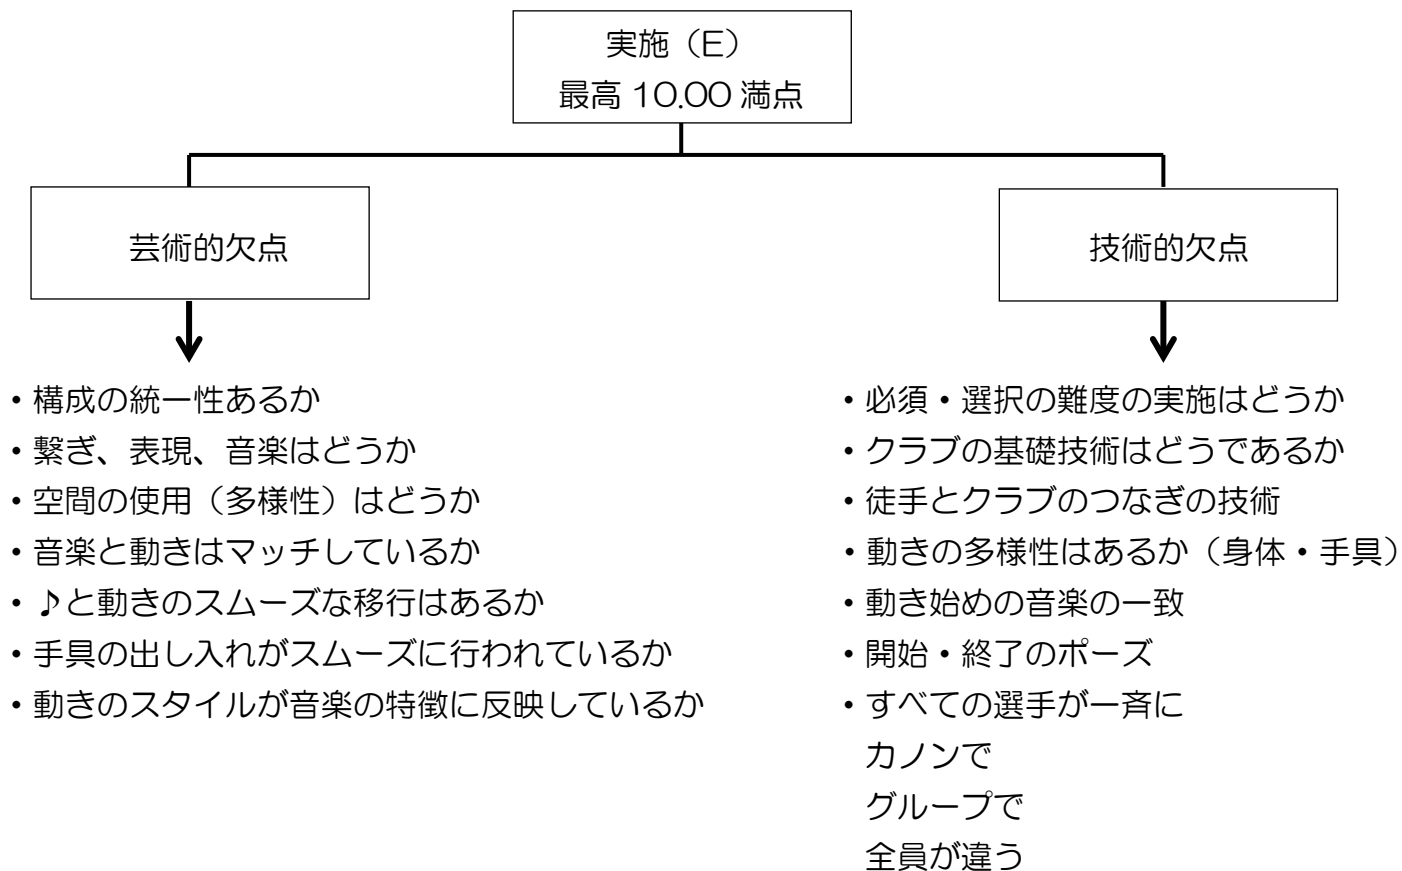 実施（E）
最高 10.00 満点
芸術的欠点
・構成の統一性あるか
・繋ぎ、表現、音楽はどうか
・空間の使用（多様性）はどうか
・音楽と動きはマッチしているか
・♪と動きのスムーズな移行はあるか
・手具の出し入れがスムーズに行われているか
・動きのスタイルが音楽の特徴に反映しているか
技術的欠点
・必須・選択の難度の実施はどうか
・クラブの基礎技術はどうであるか
・徒手とクラブのつなぎの技術
・動きの多様性はあるか（身体・手具）
・動き始めの音楽の一致
・開始・終了のポーズ
・すべての選手が一斉に
カノンで
グループで
全員が違う